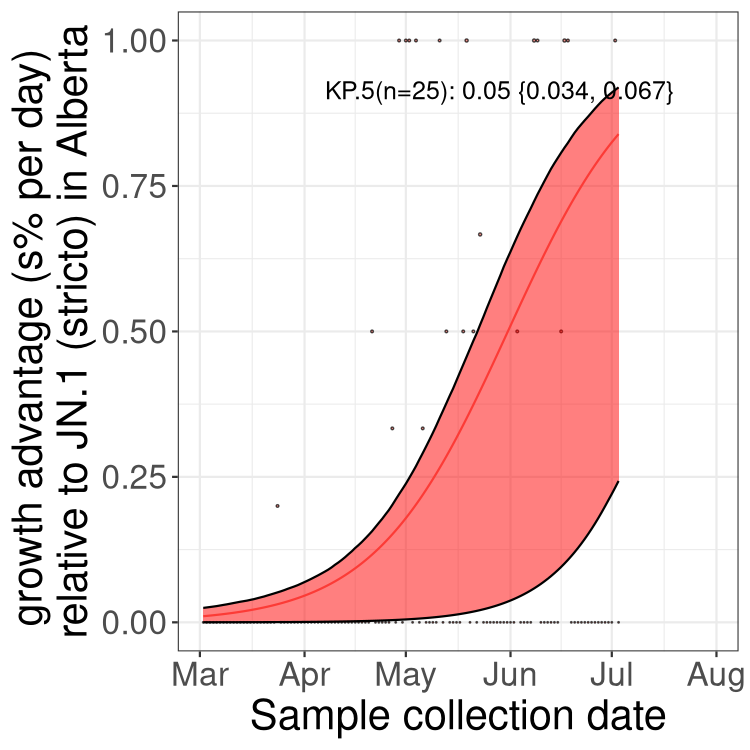 growth advantage (s% per day)
relative to JN.1 (stricto) in Alberta
1.00
0.75
0.50
0.25
0.00
KP.5(n=25): 0.05 {0.034, 0.067}
Mar Apr May Jun Jul Aug
Sample collection date